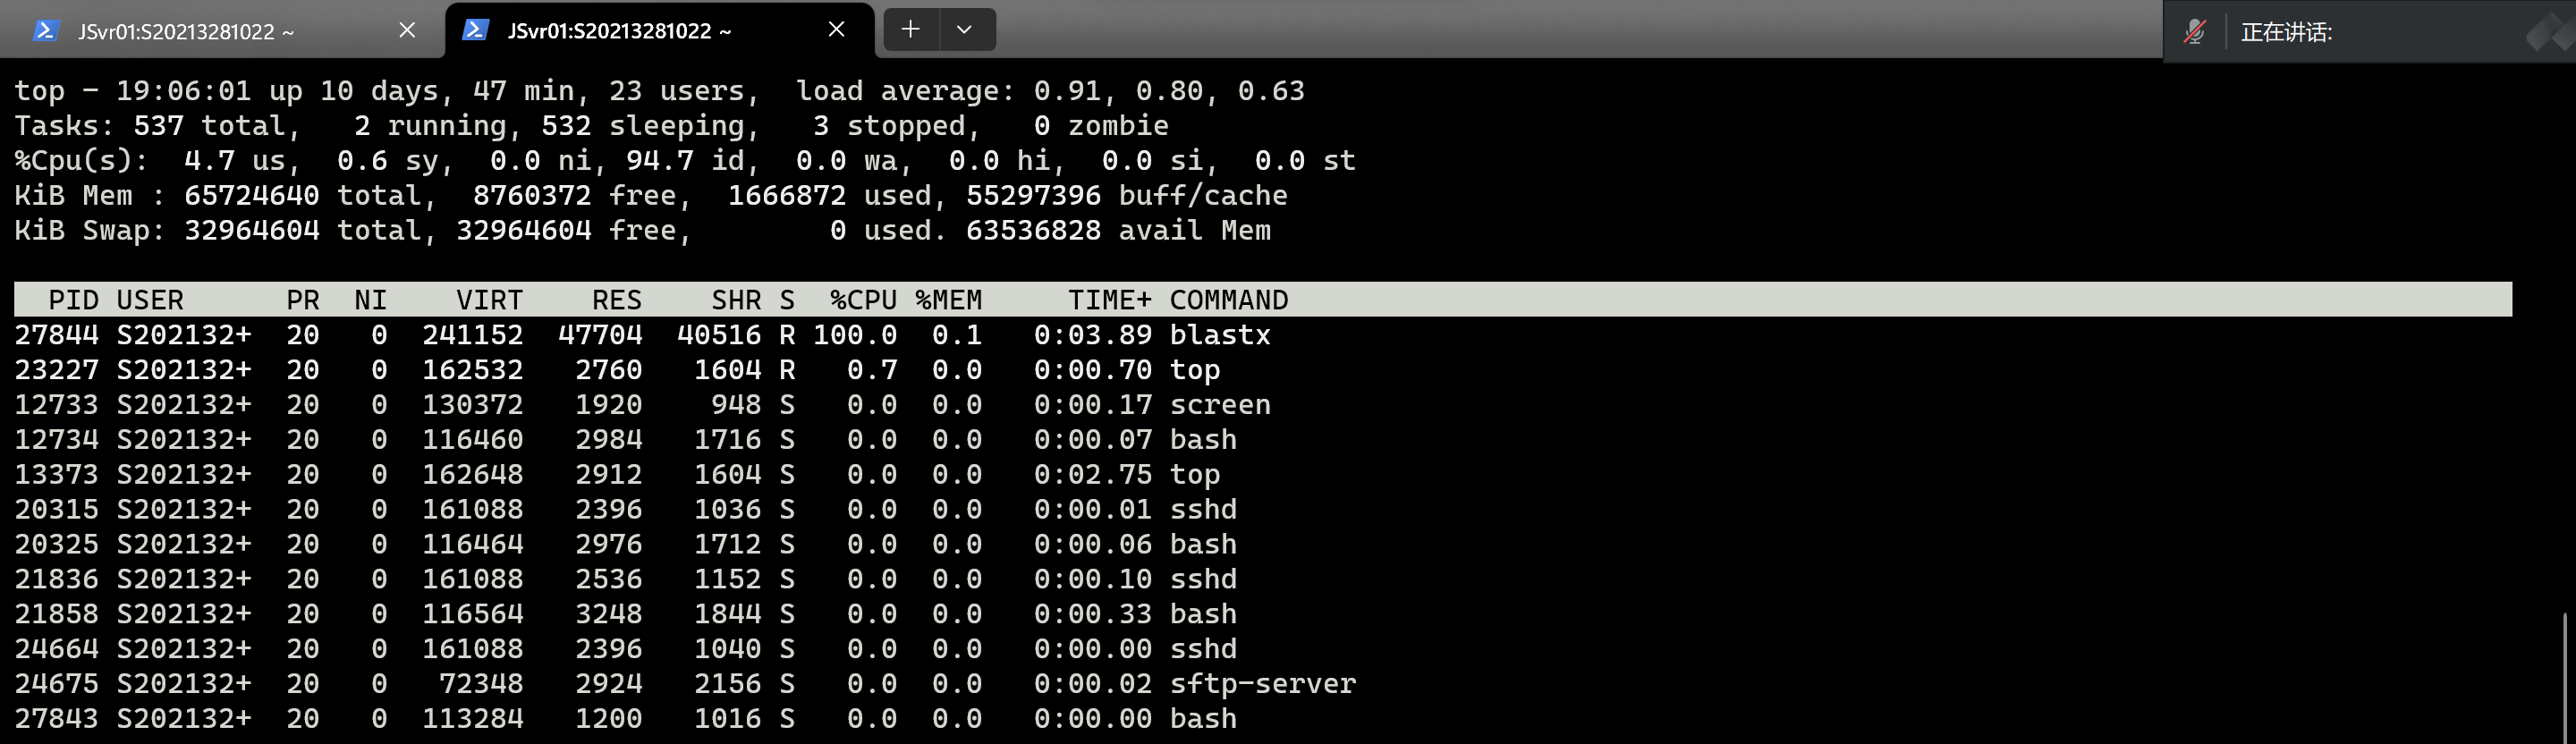 JSvr01:S20213281022 ~
JSvr01:S20213281022 ~
正在讲话:
top - 19:06:01 up 10 days, 47 min, 23 users,  load average: 0.91, 0.80, 0.63
Tasks: 537 total,   2 running, 532 sleeping,   3 stopped,   0 zombie
%Cpu(s):  4.7 us,  0.6 sy,  0.0 ni, 94.7 id,  0.0 wa,  0.0 hi,  0.0 si,  0.0 st
KiB Mem : 65724640 total,  8760372 free,  1666872 used, 55297396 buff/cache
KiB Swap: 32964604 total, 32964604 free,        0 used. 63536828 avail Mem
  PID USER      PR  NI    VIRT    RES    SHR S  %CPU %MEM     TIME+ COMMAND
27844 S202132+  20   0  241152  47704  40516 R 100.0  0.1   0:03.89 blastx
23227 S202132+  20   0  162532   2760   1604 R   0.7  0.0   0:00.70 top
12733 S202132+  20   0  130372   1920    948 S   0.0  0.0   0:00.17 screen
12734 S202132+  20   0  116460   2984   1716 S   0.0  0.0   0:00.07 bash
13373 S202132+  20   0  162648   2912   1604 S   0.0  0.0   0:02.75 top
20315 S202132+  20   0  161088   2396   1036 S   0.0  0.0   0:00.01 sshd
20325 S202132+  20   0  116464   2976   1712 S   0.0  0.0   0:00.06 bash
21836 S202132+  20   0  161088   2536   1152 S   0.0  0.0   0:00.10 sshd
21858 S202132+  20   0  116564   3248   1844 S   0.0  0.0   0:00.33 bash
24664 S202132+  20   0  161088   2396   1040 S   0.0  0.0   0:00.00 sshd
24675 S202132+  20   0   72348   2924   2156 S   0.0  0.0   0:00.02 sftp-server
27843 S202132+  20   0  113284   1200   1016 S   0.0  0.0   0:00.00 bash